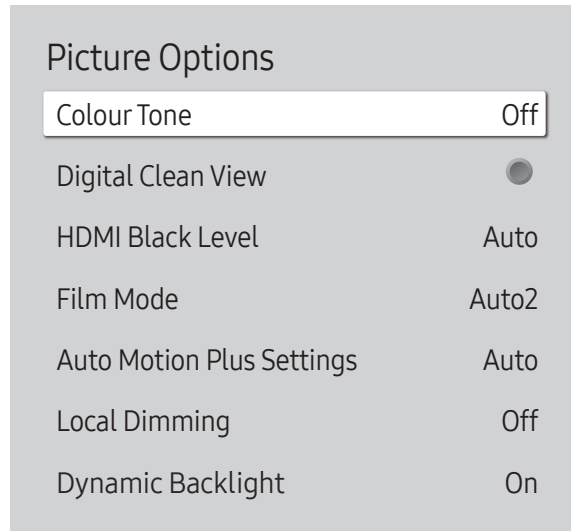 Picture Options
Colour Tone Off
Digital Clean View
HDMI Black Level Auto
Film Mode Auto2
Auto Motion Plus Settings Auto
Local Dimming Off
Dynamic Backlight On